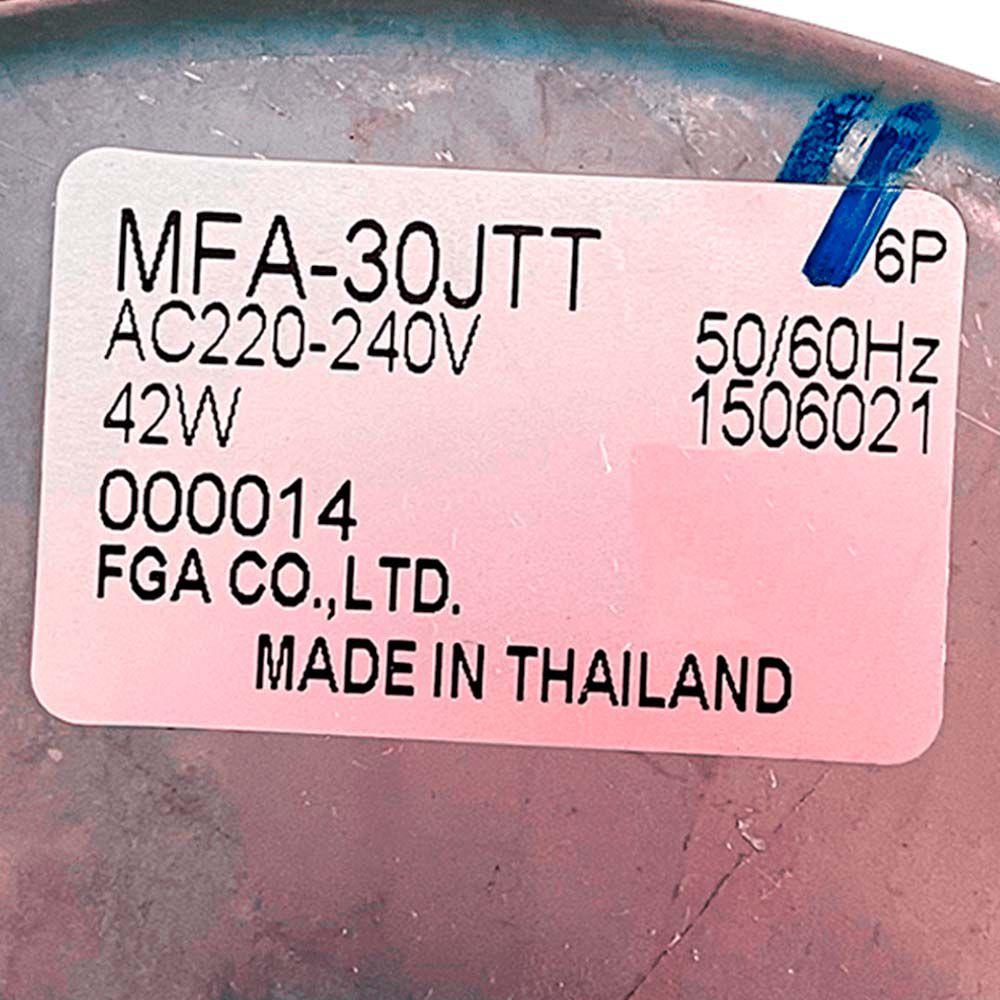 MFA-30JTT 6P
AC220-240V 50/60Hz
42W 1506021
000014
FGA CO.,LTD.
MADE IN THAILAND